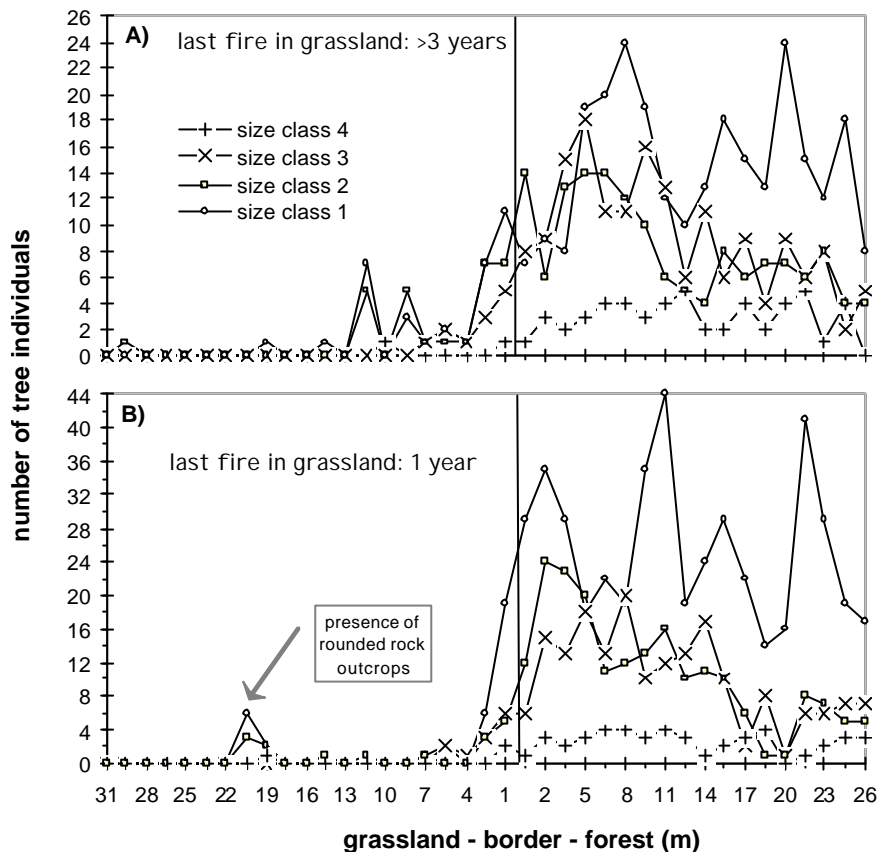 26
24
22
20
18
16
14
12
10
8
6
4
2
0
A)
last fire in grassland: >3 years
size class 4
size class 3
size class 2
size class 1
number of tree individuals
44
40
36
32
28
24
20
16
12
8
4
0
B)
last fire in grassland: 1 year
presence of
rounded rock
outcrops
31 28 25 22 19 16 13 10 7 4 1 2 5 8 11 14 17 20 23 26
grassland - border - forest (m)